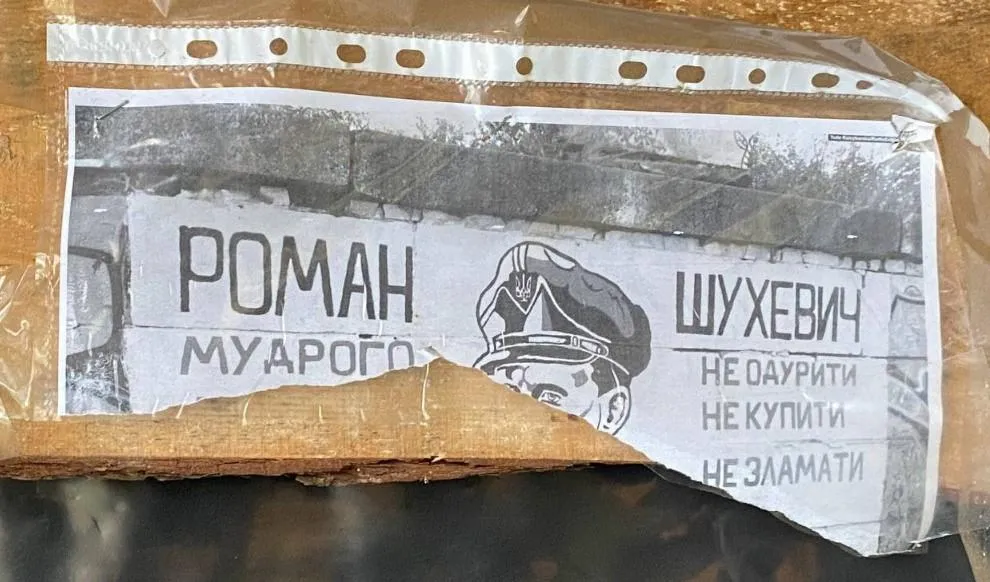 РОМАН
МУДРОГО
ШУХЕВИЧ
НЕ ОДУРИТИ
НЕ КУПИТИ
НЕ ЗЛАМАТИ